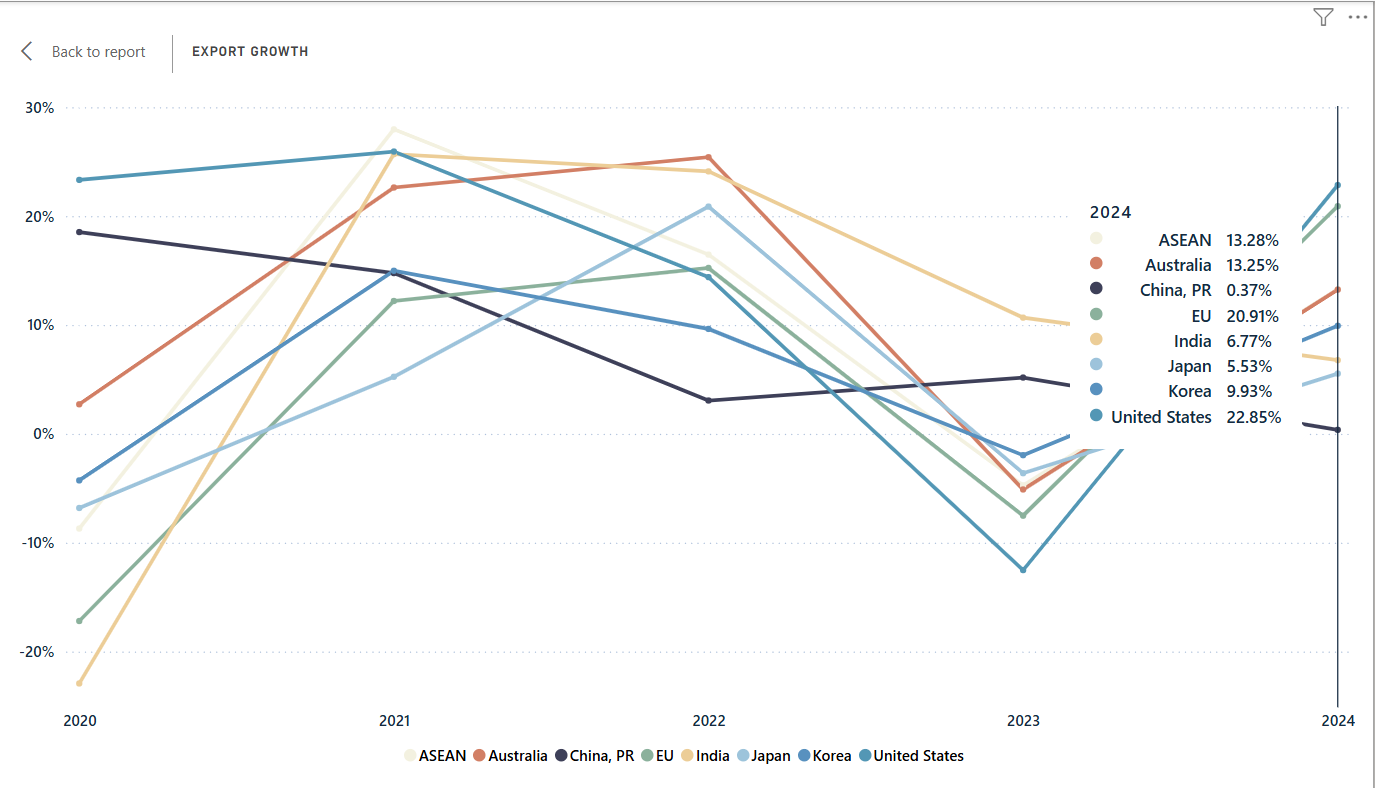 Back to report
EXPORT GROWTH
30%
20%
10%
0%
-10%
-20%
2024
ASEAN 13.28%
Australia 13.25%
China, PR 0.37%
EU 20.91%
India 6.77%
Japan 5.53%
Korea 9.93%
United States 22.85%
2020 2021 2022 2023 2024
ASEAN Australia China, PR EU India Japan Korea United States